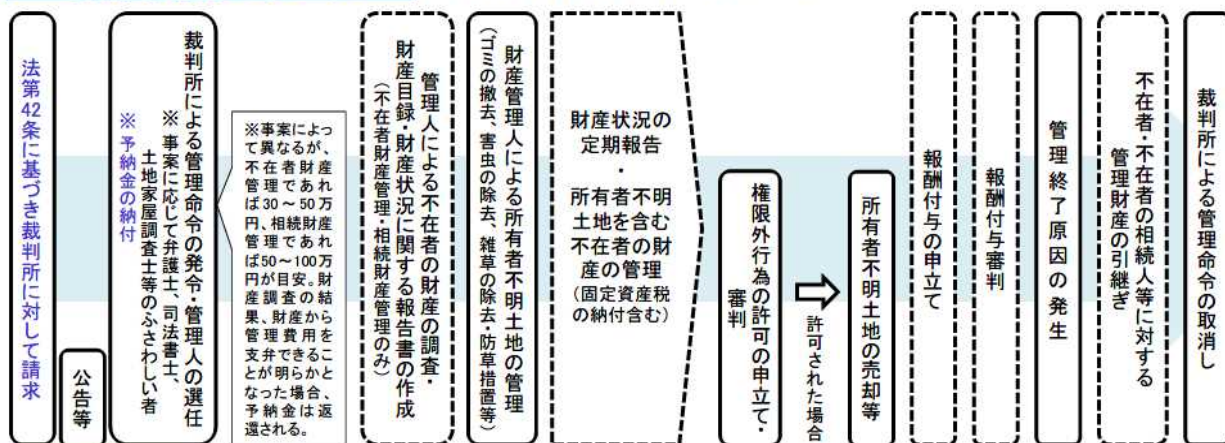 法第42条に基づき裁判所に対して請求
公告等
裁判所による管理命令の発令・管理人の選任
※事案に応じて弁護士、司法書士、
土地家屋調査士等のふさわしい者
※予納金の納付
※事案によっ
て異なるが、
不在者財産
管理であれ
ば30～50万
円、相続財産
管理であれ
ば50～100万
円が目安。財
産調査の結
果、財産から
管理費用を
支弁できるこ
とが明らかと
なった場合、
予納金は返
還される。
管理人による不在者の財産の調査・
財産目録・財産状況に関する報告書の作成
（不在者財産管理・相続財産管理のみ）
財産管理人による所有者不明土地の管理
（ゴミの撤去、害虫の除去、雑草の除去・防草措置等）
財産状況の
定期報告
・
所有者不明
土地を含む
不在者の財
産の管理
（固定資産税
の納付含む）
権限外行為の許可の申立て・
審判
許可された場合
所有者不明土地の売却等
報酬付与の申立て
報酬付与審判
管理終了原因の発生
不在者・不在者の相続人等に対する
管理財産の引継ぎ
裁判所による管理命令の取消し